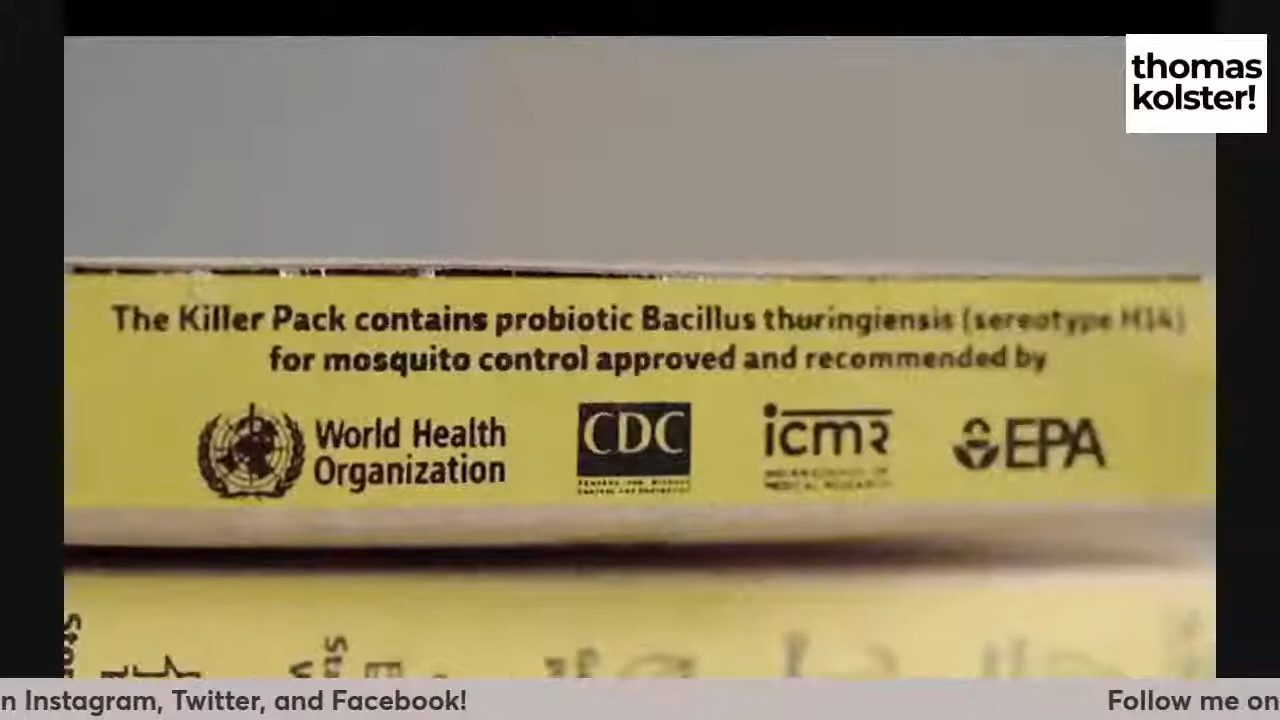 thomas
kolster!
The Killer Pack contains probiotic Bacillus thuringiensis (sereotype H14)
for mosquito control approved and recommended by
World Health
Organization
CDC
icmr
EPA
n Instagram, Twitter, and Facebook!
Follow me on